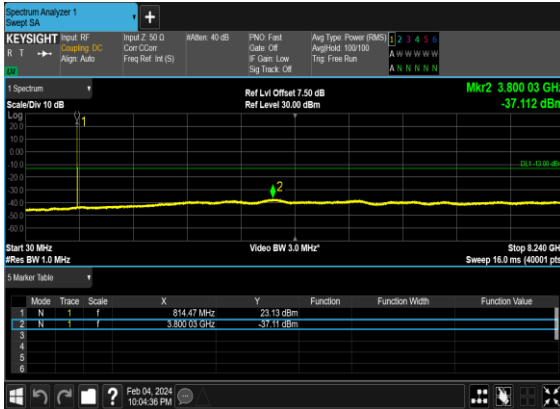 Spectrum Analyzer 1
Swept SA
+
KEYSIGHT Input: RF Input Z: 50 Ω #Atten: 40 dB PNO: Fast Avg Type: Power (RMS) 1 2 3 4 5 6
R T Coupling: DC Corr CCorr Gate: Off Avg|Hold: 100/100 A W W W W W
Align: Auto Freq Ref: Int (S) IF Gain: Low Trig: Free Run
Sig Track: Off A N N N N N
1 Spectrum Ref Lvl Offset 7.50 dB Mkr2 3.800 03 GHz
Scale/Div 10 dB Ref Level 30.00 dBm -37.112 dBm
Log
20.0
10.0
0.00
-10.0
-20.0
-30.0
-40.0
-50.0
-60.0
1
2
DL1 -13.00 dBm
Start 30 MHz Video BW 3.0 MHz* Stop 8.240 GHz
#Res BW 1.0 MHz Sweep 16.0 ms (40001 pts)
5 Marker Table
Mode Trace Scale X Y Function Function Width Function Value
1 N 1 f 814.47 MHz 23.13 dBm
2 N 1 f 3.800 03 GHz -37.11 dBm
3
4
5
6
? Feb 04, 2024
10:04:36 PM